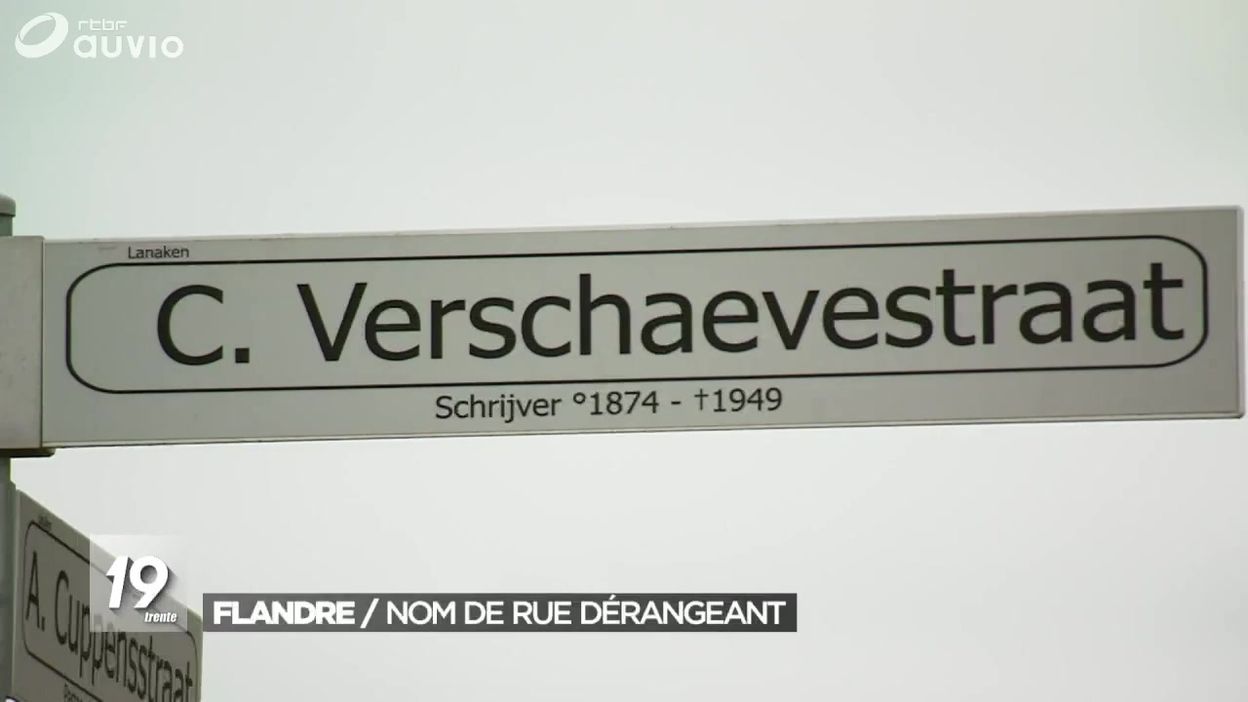 rtbf
auvio
Lanaken
C. Verschaevestraat
Schrijver °1874 - †1949
A. Cuppensstraat
19
trente
FLANDRE / NOM DE RUE DÉRANGEANT